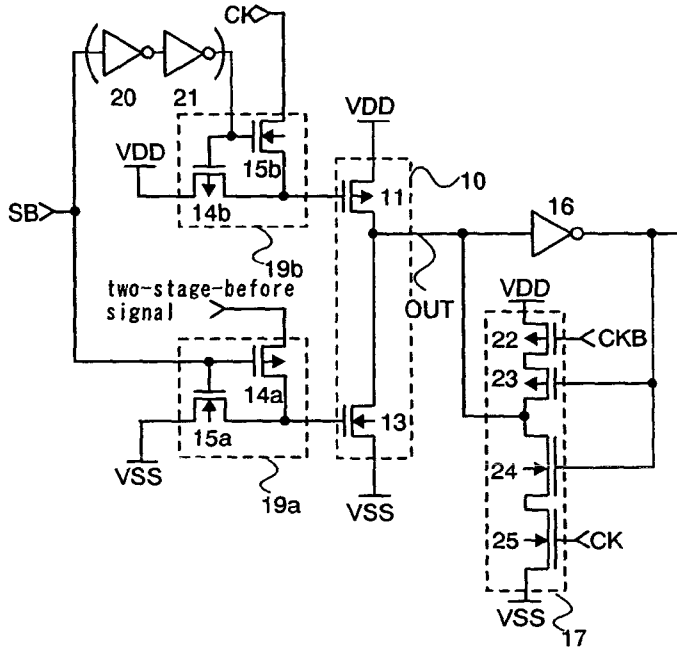 CK
20 21
VDD
10
VDD
15b
11
16
SB
14b
19b
two-stage-before
signal
OUT
VDD
22
CKB
23
14a
15a
13
24
VSS
19a
VSS
25
CK
VSS
17